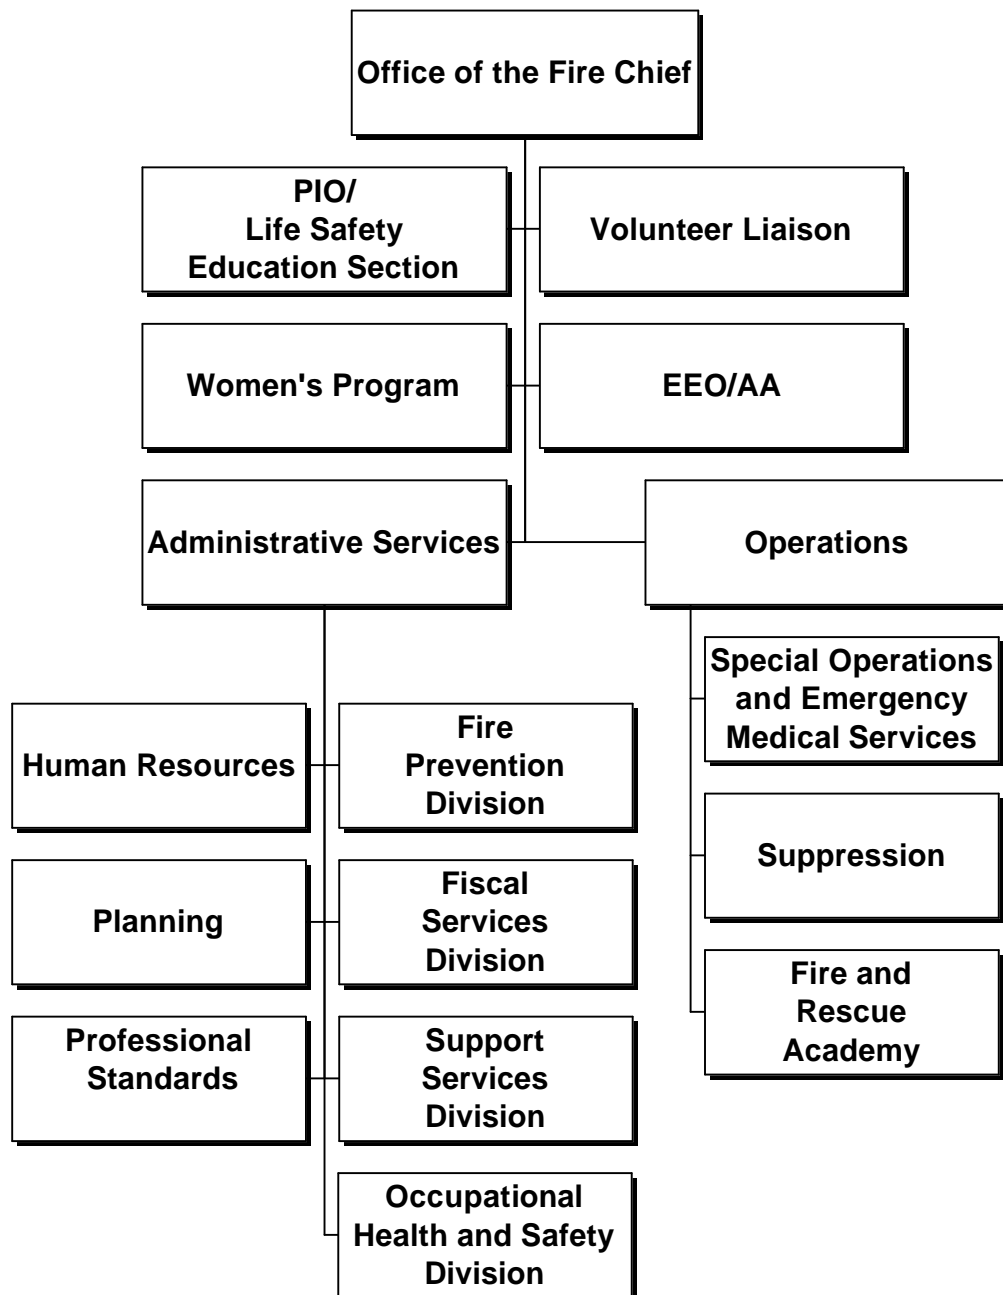 Office of the Fire Chief
PIO/
Life Safety
Education Section
Volunteer Liaison
Women's Program
EEO/AA
Administrative Services
Operations
Special Operations
and Emergency
Medical Services
Human Resources
Fire
Prevention
Division
Suppression
Planning
Fiscal
Services
Division
Fire and
Rescue
Academy
Professional
Standards
Support
Services
Division
Occupational
Health and Safety
Division